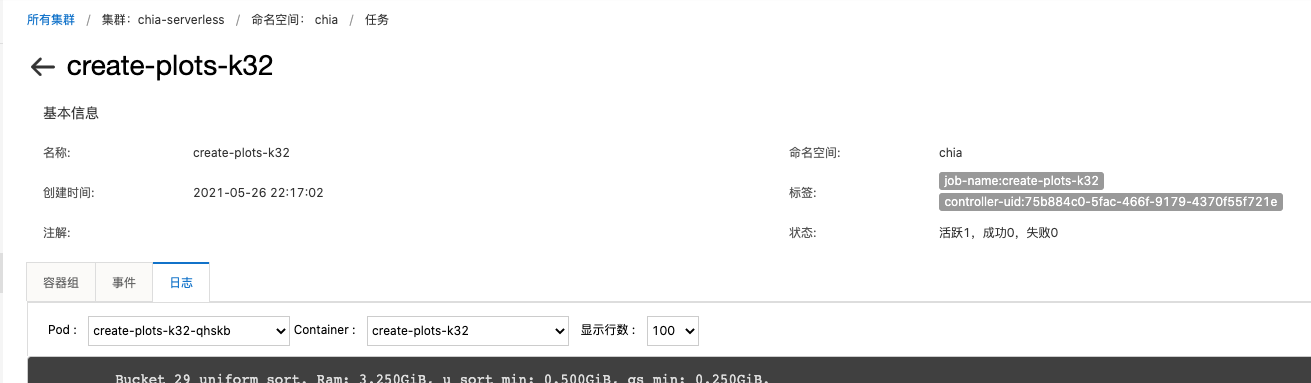 所有集群 / 集群：chia-serverless / 命名空间： chia / 任务
create-plots-k32
基本信息
名称: create-plots-k32 命名空间: chia
创建时间: 2021-05-26 22:17:02 标签: job-name:create-plots-k32
controller-uid:75b884c0-5fac-466f-9179-4370f55f721e
注解: 状态: 活跃1，成功0，失败0
容器组 事件 日志
Pod : create-plots-k32-qhskb Container : create-plots-k32 显示行数 : 100
Bucket 29 uniform sort. Ram: 3.250GiB, u_sort min: 0.500GiB, qs min: 0.250GiB.